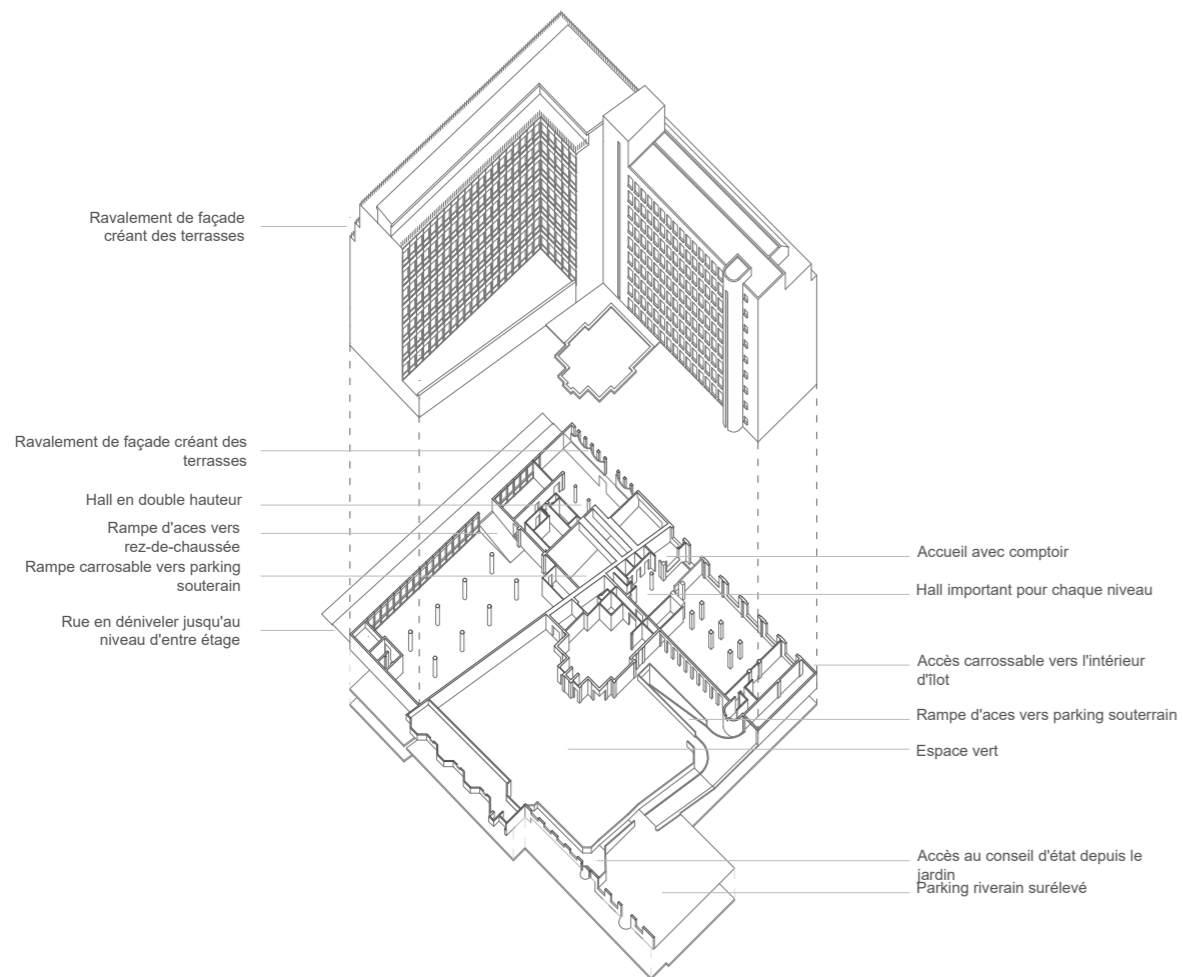 Ravalement de façade
créant des terrasses
Ravalement de façade créant des
terrasses
Hall en double hauteur
Rampe d'aces vers
rez-de-chaussée
Rampe carrosable vers parking
souterain
Rue en déniveler jusqu'au
niveau d'entre étage
Accueil avec comptoir
Hall important pour chaque niveau
Accès carrossable vers l'intérieur
d'îlot
Rampe d'aces vers parking souterrain
Espace vert
Accès au conseil d'état depuis le
jardin
Parking riverain surélevé